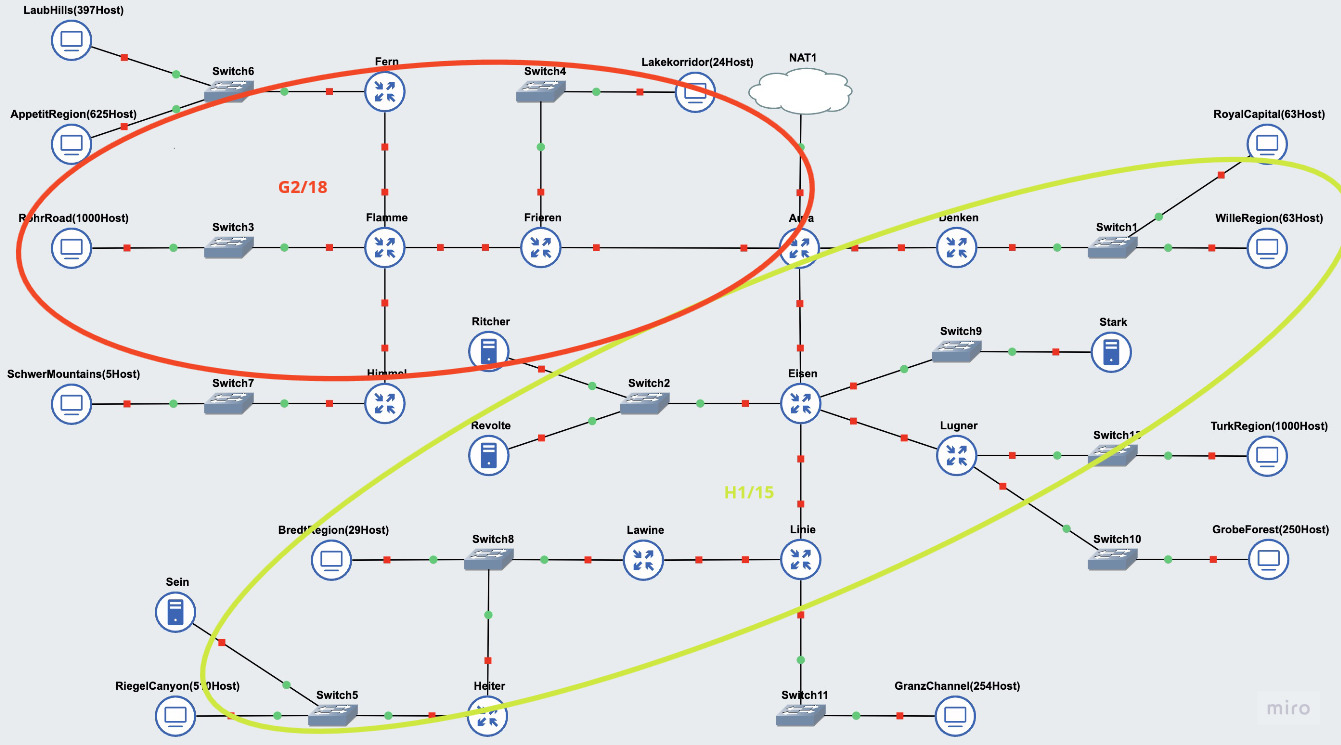 LaubHills(397Host)
Fern
Switch6
Switch4
Lakekorridor(24Host)
NAT1
AppetitRegion(625Host)
RoyalCapital(63Host)
G2/18
RohrRoad(1000Host)
Switch3
Flamme
Frieren
Aura
Denken
Switch1
WilleRegion(63Host)
Ritcher
Switch9
Stark
SchwerMountains(5Host)
Switch7
Himmel
Switch2
Eisen
Revolte
Lugner
TurkRegion(1000Host)
H1/15
BredtRegion(29Host)
Switch8
Lawine
Linie
Switch10
GrobeForest(250Host)
Sein
RiegelCanyon(510Host)
Switch5
Heiter
Switch11
GranzChannel(254Host)
miro